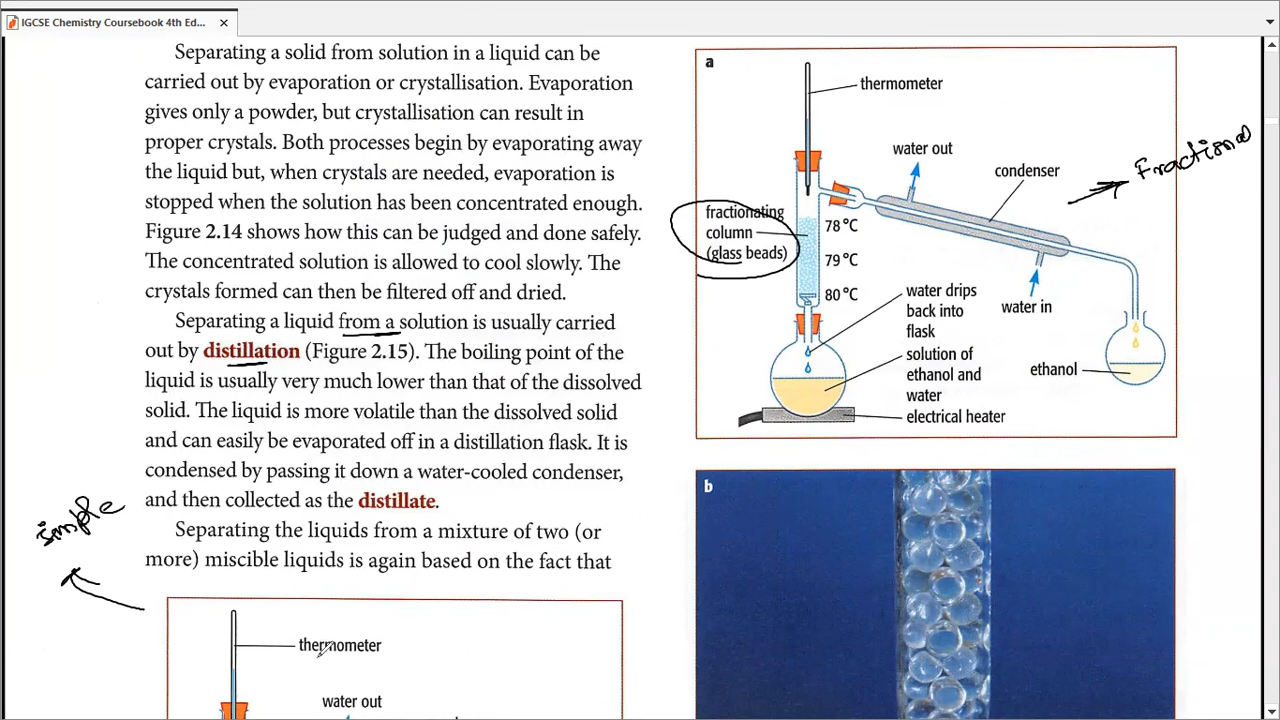 IGCSE Chemistry Coursebook 4th Ed...
Separating a solid from solution in a liquid can be
carried out by evaporation or crystallisation. Evaporation
gives only a powder, but crystallisation can result in
proper crystals. Both processes begin by evaporating away
the liquid but, when crystals are needed, evaporation is
stopped when the solution has been concentrated enough.
Figure 2.14 shows how this can be judged and done safely.
The concentrated solution is allowed to cool slowly. The
crystals formed can then be filtered off and dried.
Separating a liquid from a solution is usually carried
out by distillation (Figure 2.15). The boiling point of the
liquid is usually very much lower than that of the dissolved
solid. The liquid is more volatile than the dissolved solid
and can easily be evaporated off in a distillation flask. It is
condensed by passing it down a water-cooled condenser,
and then collected as the distillate.
Separating the liquids from a mixture of two (or
more) miscible liquids is again based on the fact that
simple
thermometer
water out
a
thermometer
water out
condenser
Fractional
fractionating
column
(glass beads)
78 °C
79 °C
80 °C
water in
water drips
back into
flask
solution of
ethanol and
water
electrical heater
ethanol
b